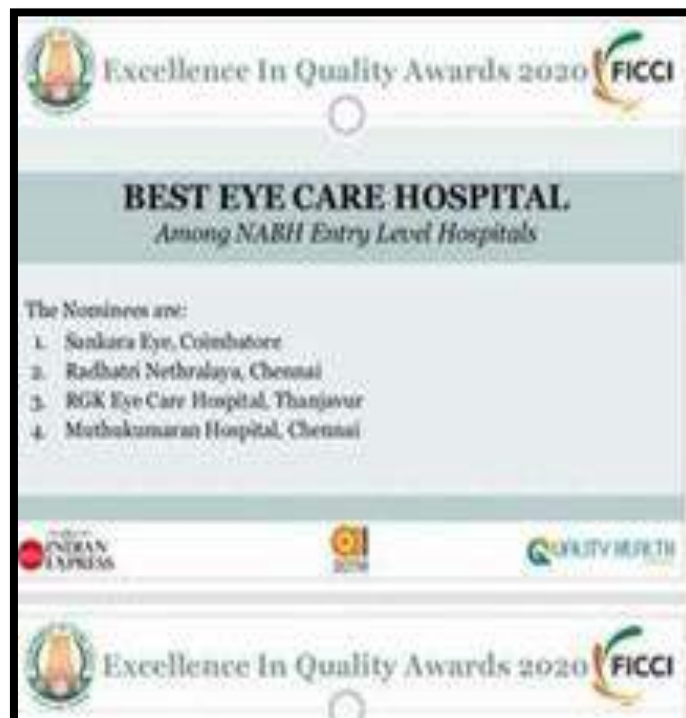 Excellence In Quality Awards 2020
FICCI
BEST EYE CARE HOSPITAL
Among NABH Entry Level Hospitals
The Nominees are:
1. Sankara Eye, Coimbatore
2. Radhatri Nethralaya, Chennai
3. RGK Eye Care Hospital, Thanjavur
4. Muthukumaran Hospital, Chennai
INDIAN
EXPRESS
QUALITY HEALTH
Excellence In Quality Awards 2020
FICCI